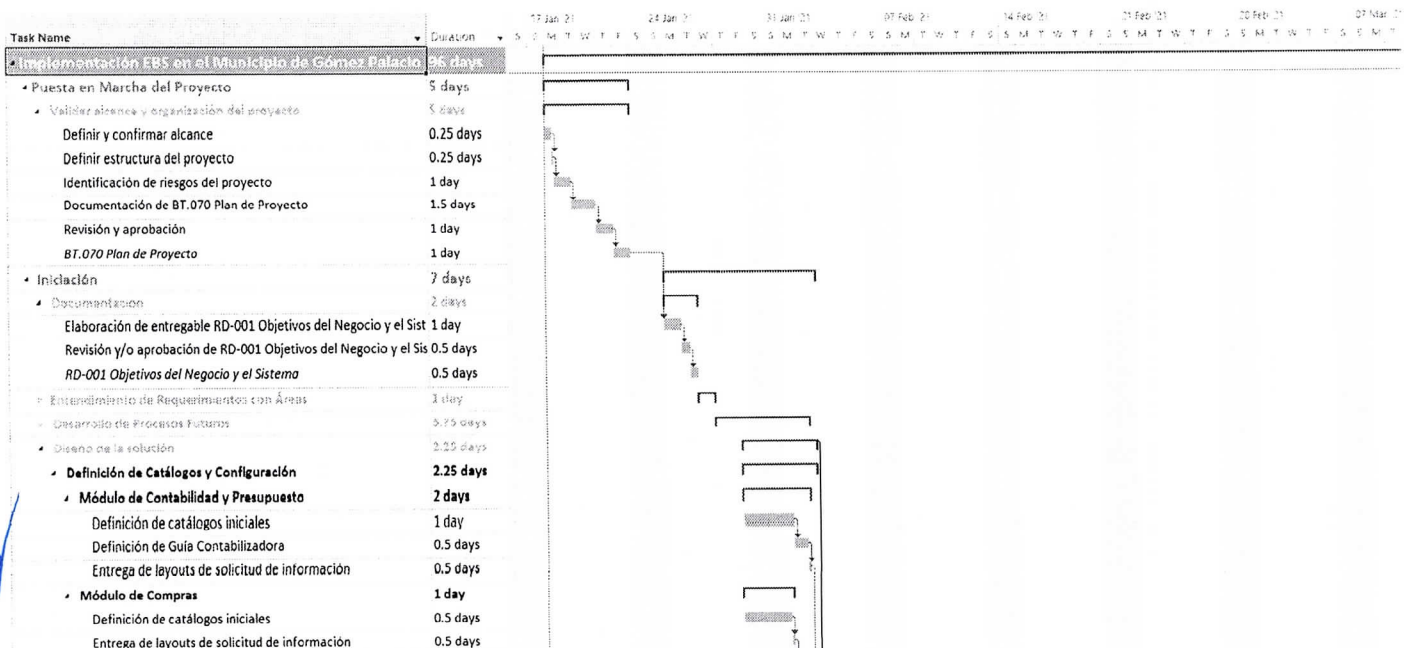 17 Jan '21 24 Jan '21 31 Jan '21 07 Feb '21 14 Feb '21 21 Feb '21 28 Feb '21 07 Mar
Task Name Duration S S M T W T F S S M T W T F S S M T W T F S S M T W T F S S M T W T F S S M T W T F S S M T W T F S S M T
Implementación EBS en el Municipio de Gómez Palacio 96 days
Puesta en Marcha del Proyecto 5 days
Validar alcance y organización del proyecto 5 days
Definir y confirmar alcance 0.25 days
Definir estructura del proyecto 0.25 days
Identificación de riesgos del proyecto 1 day
Documentación de BT.070 Plan de Proyecto 1.5 days
Revisión y aprobación 1 day
BT.070 Plan de Proyecto 1 day
Iniciación 7 days
Documentacion 2 days
Elaboración de entregable RD-001 Objetivos del Negocio y el Sist 1 day
Revisión y/o aprobación de RD-001 Objetivos del Negocio y el Sis 0.5 days
RD-001 Objetivos del Negocio y el Sistema 0.5 days
Entendimiento de Requerimientos con Áreas 1 day
Desarrollo de Procesos Futuros 5.75 days
Diseño de la solución 2.25 days
Definición de Catálogos y Configuración 2.25 days
Módulo de Contabilidad y Presupuesto 2 days
Definición de catálogos iniciales 1 day
Definición de Guía Contabilizadora 0.5 days
Entrega de layouts de solicitud de información 0.5 days
Módulo de Compras 1 day
Definición de catálogos iniciales 0.5 days
Entrega de layouts de solicitud de información 0.5 days